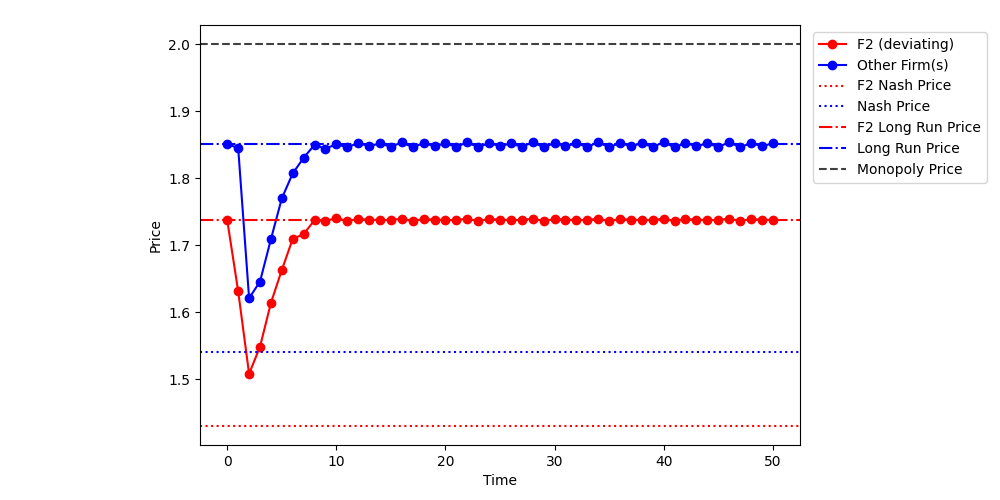 2.0
1.9
1.8
1.7
1.6
1.5
Price
0
10
20
30
40
50
Time
F2 (deviating)
Other Firm(s)
F2 Nash Price
Nash Price
F2 Long Run Price
Long Run Price
Monopoly Price